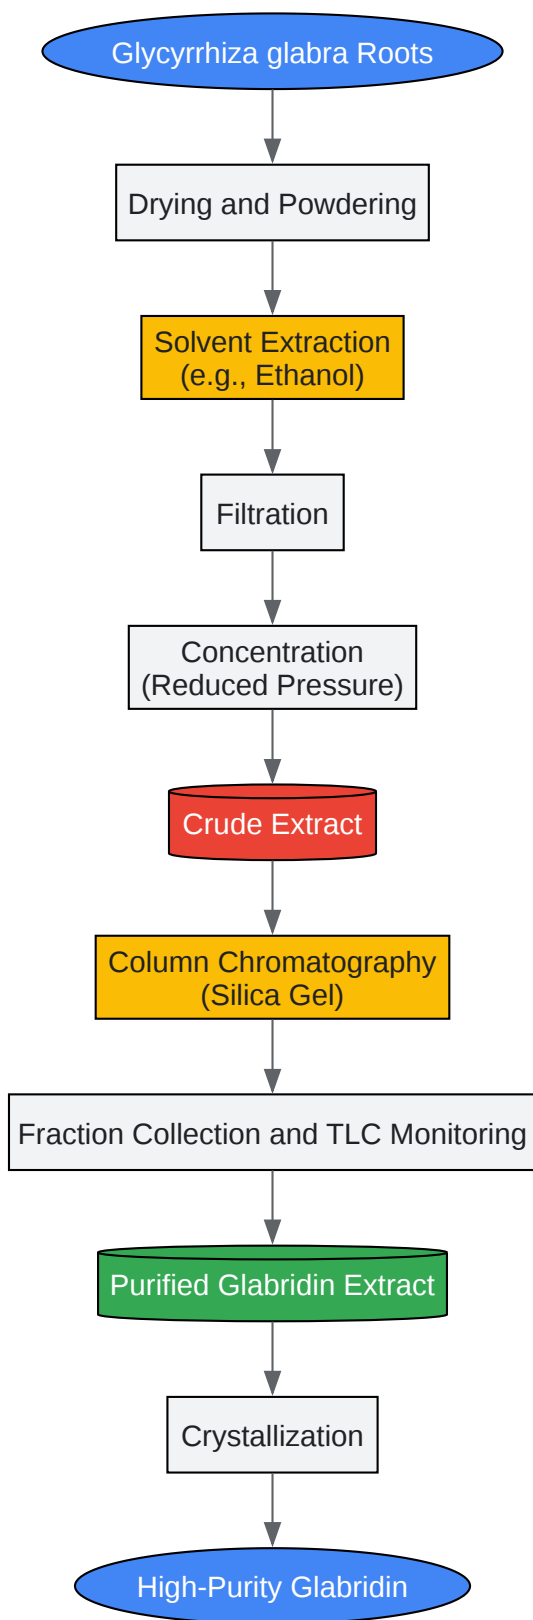 Glycyrrhiza glabra Roots
Drying and Powdering
Solvent Extraction
(e.g., Ethanol)
Filtration
Concentration
(Reduced Pressure)
Crude Extract
Column Chromatography
(Silica Gel)
Fraction Collection and TLC Monitoring
Purified Glabridin Extract
Crystallization
High-Purity Glabridin